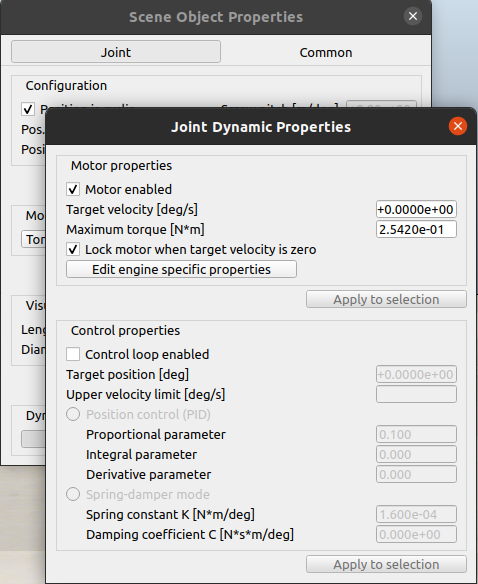 Scene Object Properties
Joint
Common
Configuration
Pos.
Posi
Joint Dynamic Properties
Motor properties
Motor enabled
Target velocity [deg/s] +0.0000e+00
Maximum torque [N*m] 2.5420e-01
Lock motor when target velocity is zero
Edit engine specific properties
Apply to selection
Control properties
Control loop enabled
Target position [deg] +0.0000e+00
Upper velocity limit [deg/s]
Position control (PID)
Proportional parameter 0.100
Integral parameter 0.000
Derivative parameter 0.000
Spring-damper mode
Spring constant K [N*m/deg] 1.600e-04
Damping coefficient C [N*s*m/deg] 0.000e+00
Apply to selection
Mo
Tor
Visu
Leng
Diam
Dyn